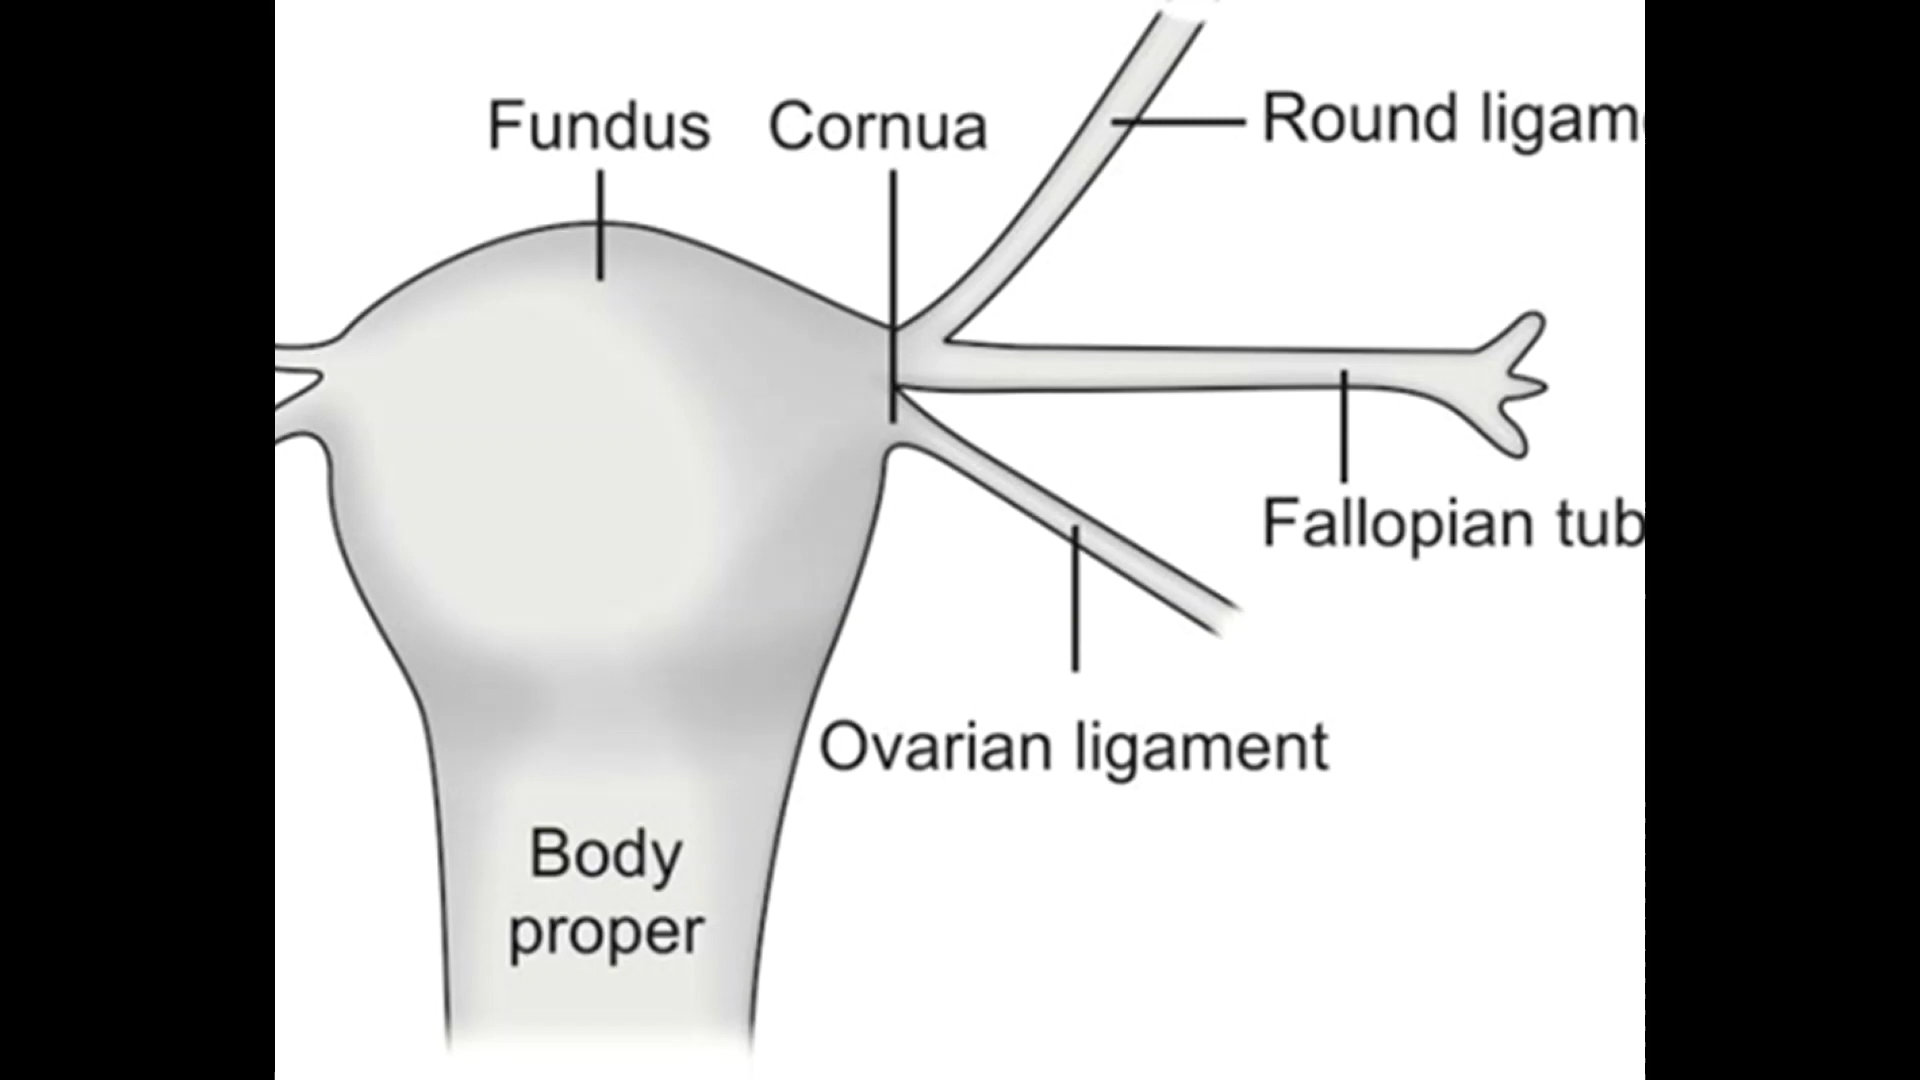 Fundus Cornua
Round ligam
Fallopian tub
Ovarian ligament
Body
proper